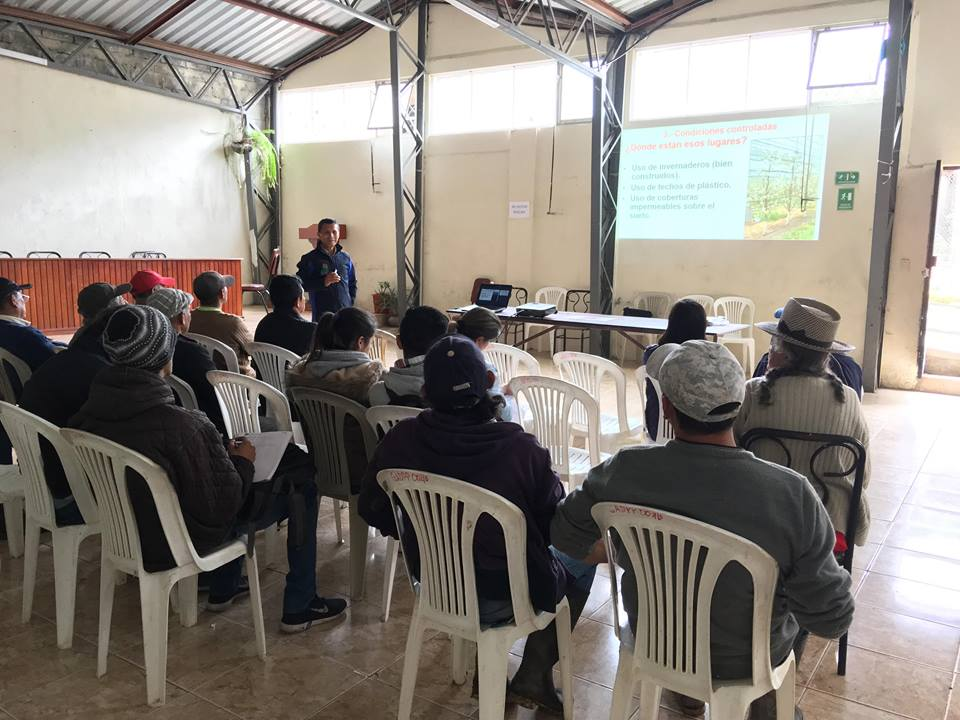 3.- Condiciones controladas
¿Dónde están esos lugares?
• Uso de invernaderos (bien
construidos).
• Uso de techos de plástico.
• Uso de coberturas
impermeables sobre el
suelo.